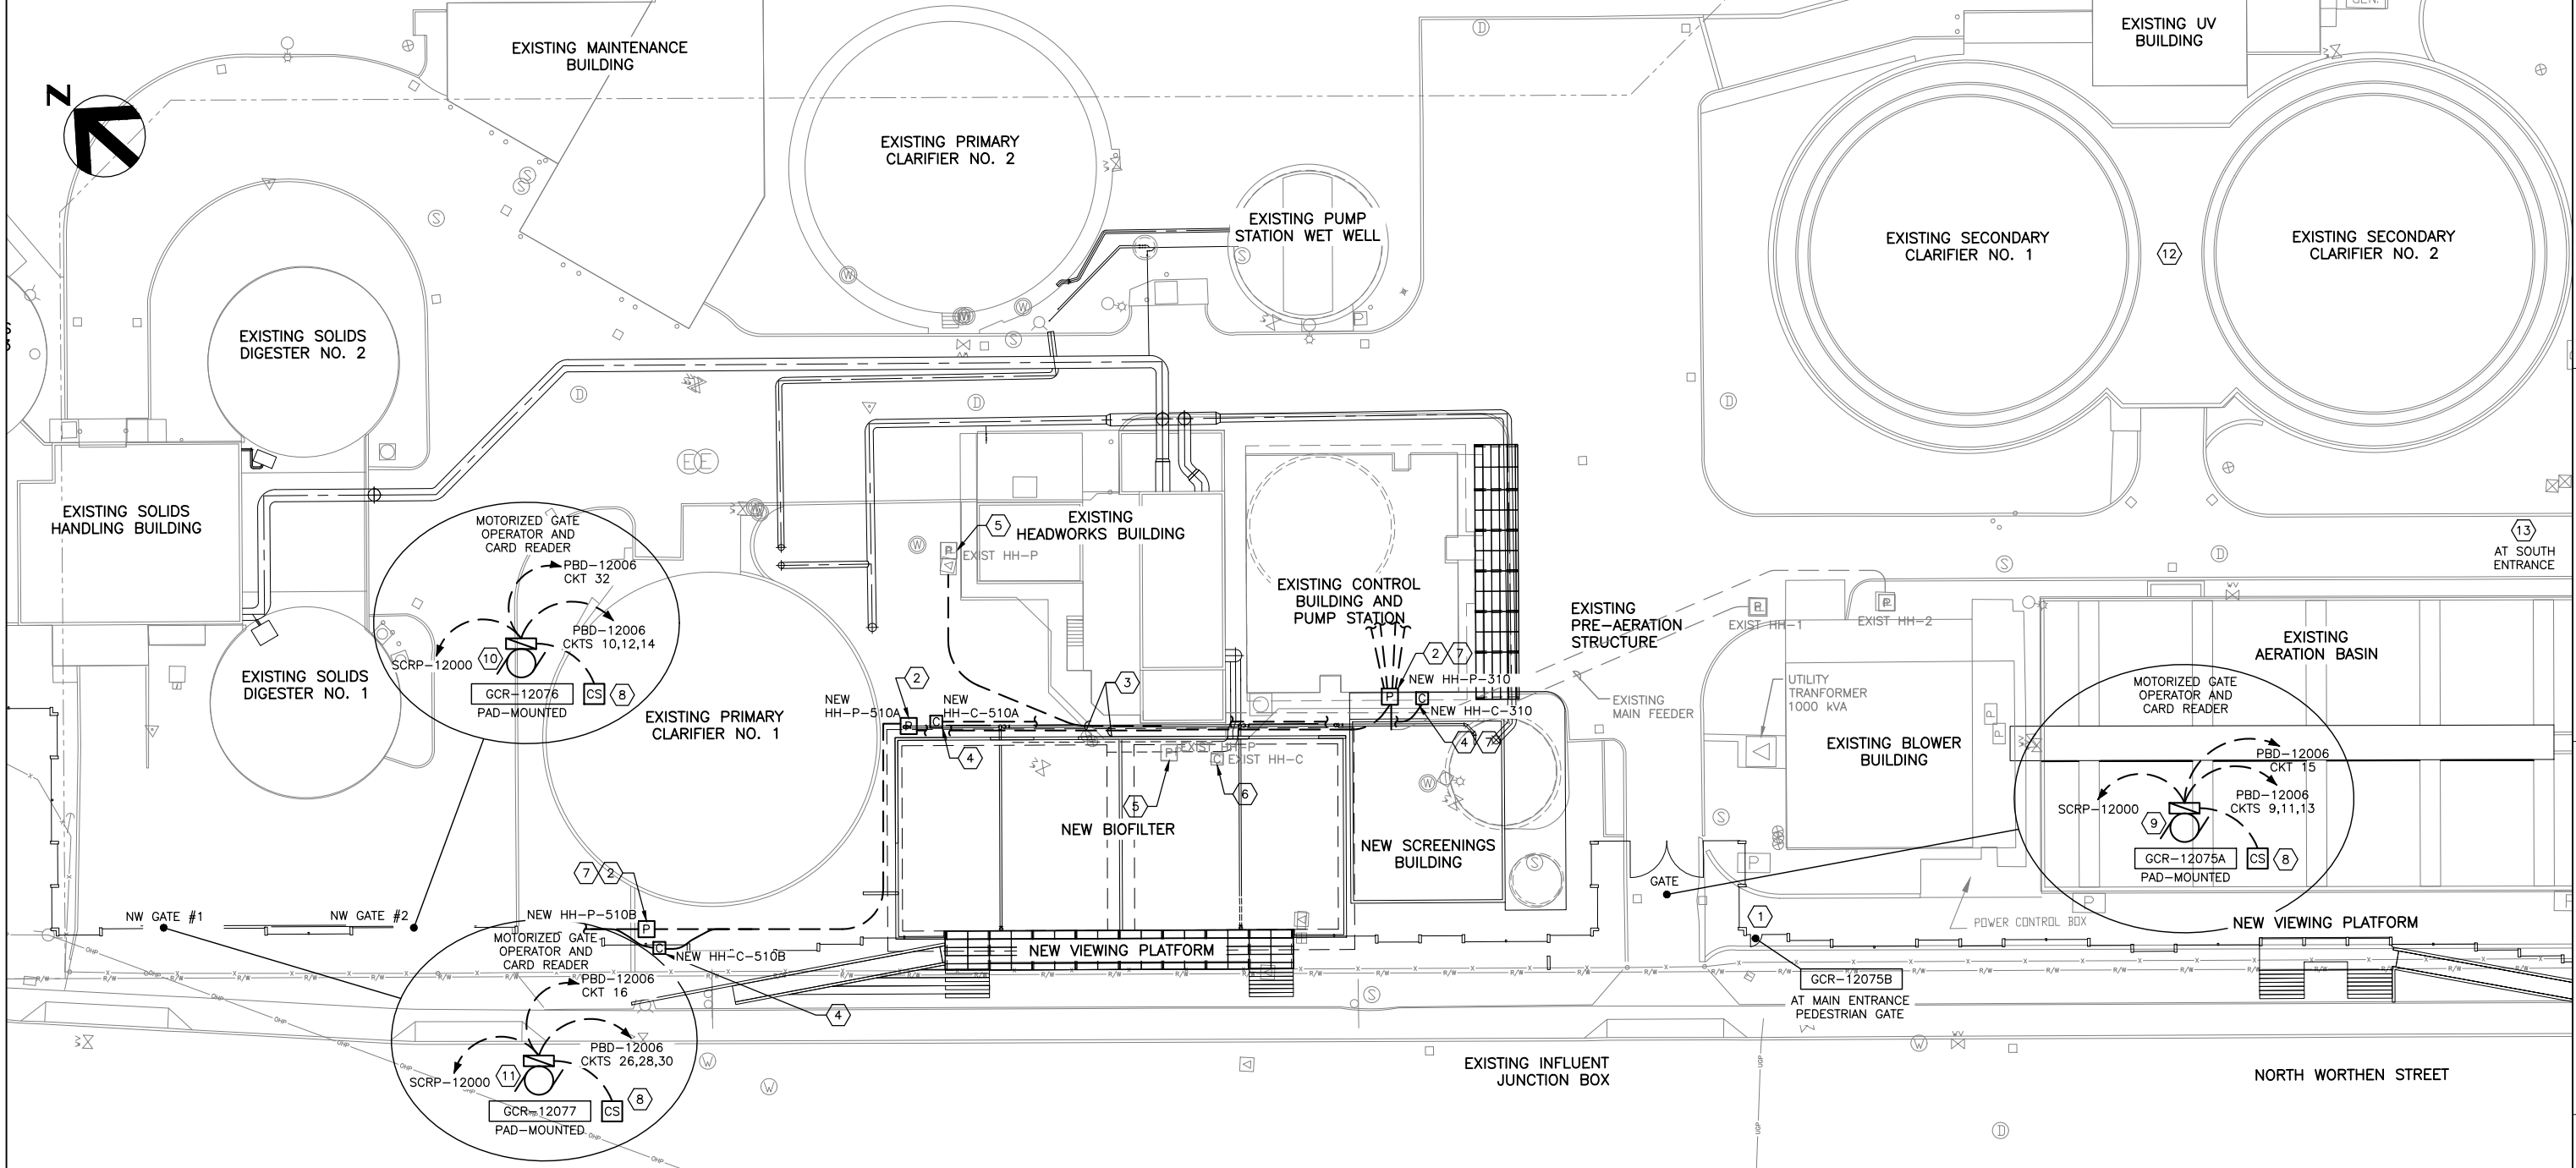 EXISTING MAINTENANCE
BUILDING
EXISTING UV
BUILDING
N
EXISTING PRIMARY
CLARIFIER NO. 2
EXISTING PUMP
STATION WET WELL
EXISTING SECONDARY
CLARIFIER NO. 1
12
EXISTING SECONDARY
CLARIFIER NO. 2
EXISTING SOLIDS
DIGESTER NO. 2
EXISTING SOLIDS
HANDLING BUILDING
MOTORIZED GATE
OPERATOR AND
CARD READER
PBD-12006
CKT 32
PBD-12006
CKTS 10,12,14
SCRP-12000
10
GCR-12076
PAD-MOUNTED
CS
8
5
EXIST HH-P
EXISTING
HEADWORKS BUILDING
EXISTING CONTROL
BUILDING AND
PUMP STATION
EXISTING
PRE-AERATION
STRUCTURE
13
AT SOUTH
ENTRANCE
EXIST HH-1
EXIST HH-2
EXISTING
AERATION BASIN
EXISTING SOLIDS
DIGESTER NO. 1
EXISTING PRIMARY
CLARIFIER NO. 1
NEW
HH-P-510A
2
NEW
HH-C-510A
4
3
2
7
NEW HH-P-310
NEW HH-C-310
4
7
EXISTING
MAIN FEEDER
UTILITY
TRANFORMER
1000 kVA
EXIST HH-P
EXIST HH-C
5
6
NEW BIOFILTER
NEW SCREENINGS
BUILDING
EXISTING BLOWER
BUILDING
MOTORIZED GATE
OPERATOR AND
CARD READER
PBD-12006
CKT 15
PBD-12006
CKTS 9,11,13
SCRP-12000
9
GCR-12075A
PAD-MOUNTED
CS
8
GATE
1
POWER CONTROL BOX
NEW VIEWING PLATFORM
GCR-12075B
AT MAIN ENTRANCE
PEDESTRIAN GATE
NW GATE #1
NW GATE #2
7
2
NEW HH-P-510B
NEW HH-C-510B
4
NEW VIEWING PLATFORM
MOTORIZED GATE
OPERATOR AND
CARD READER
PBD-12006
CKT 16
PBD-12006
CKTS 26,28,30
SCRP-12000
11
GCR-12077
PAD-MOUNTED
CS
8
EXISTING INFLUENT
JUNCTION BOX
NORTH WORTHEN STREET